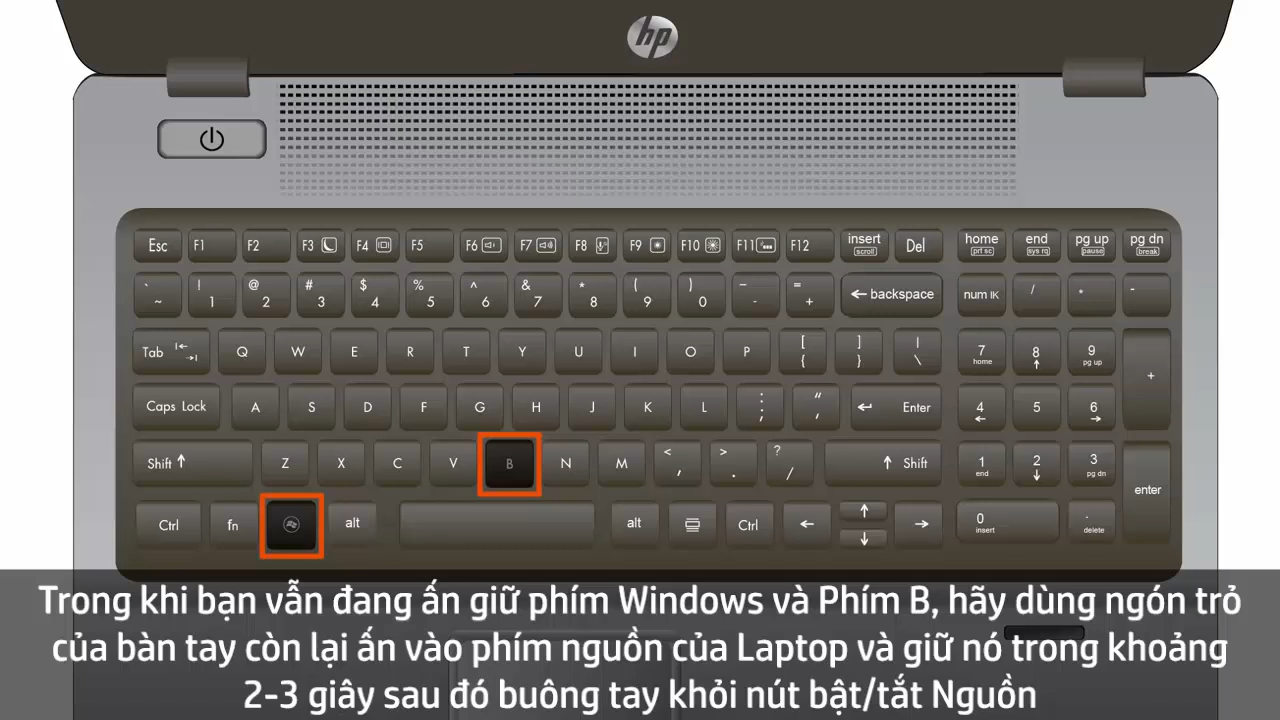 hp
Esc F1 F2 F3 F4 F5 F6 F7 F8 F9 F10 F11 F12 insert scroll Del home prt sc end sys rq pg up pause pg dn break
` ~ ! 1 @ 2 # 3 $ 4 % 5 ^ 6 & 7 * 8 ( 9 ) 0 – - = + ← backspace num lK / * -
Tab Q W E R T Y U I O P [ { ] } | \ 7 home 8 ↑ 9 pg up +
Caps Lock A S D F G H J K L : ; “ , ← Enter 4 ← 5 6 →
Shift ↑ Z X C V B N M < , > . ? / ↑ Shift 1 end 2 ↓ 3 pg dn enter
Ctrl fn alt alt Ctrl ← ↑ ↓ → 0 insert . delete
Trong khi bạn vẫn đang ấn giữ phím Windows và Phím B, hãy dùng ngón trỏ
của bàn tay còn lại ấn vào phím nguồn của Laptop và giữ nó trong khoảng
2-3 giây sau đó buông tay khỏi nút bật/tắt Nguồn